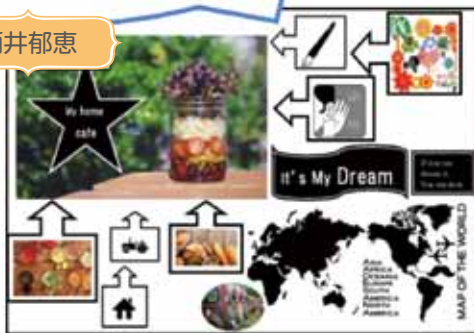 井郁恵
My home
cafe
It's My Dream
ASIA
AFRICA
OCEANIA
EUROPE
SOUTH
AMERICA
NORTH
AMERICA
MAP OF THE WORLD